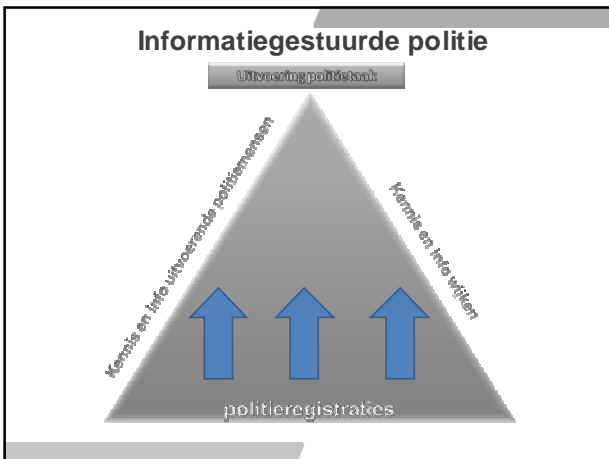 Informatiegestuurde politie
Uitvoering politietaak
Kennis en info uitvoerende politiemensen
Kennis en info wijken
politieregistraties